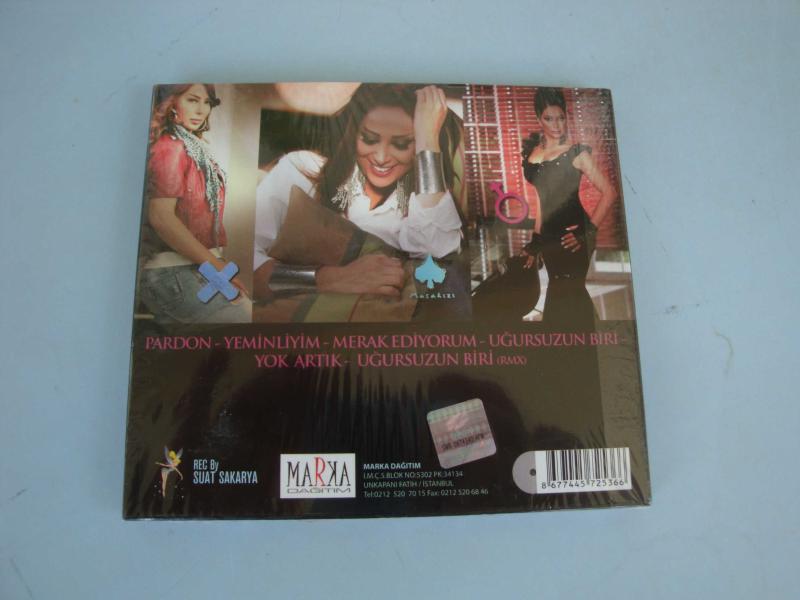 Maçakızı
PARDON - YEMİNLİYİM - MERAK EDİYORUM - UĞURSUZUN BİRİ -
YOK ARTIK - UĞURSUZUN BİRİ (RMX)
REC By
SUAT SAKARYA
MARKA
DAĞITIM
MARKA DAĞITIM
İ.M.Ç.5.BLOK NO:5302 PK:34134
UNKAPANI FATİH / İSTANBUL
Tel:0212 520 70 15 Fax: 0212 520 68 46
8 677445 725366